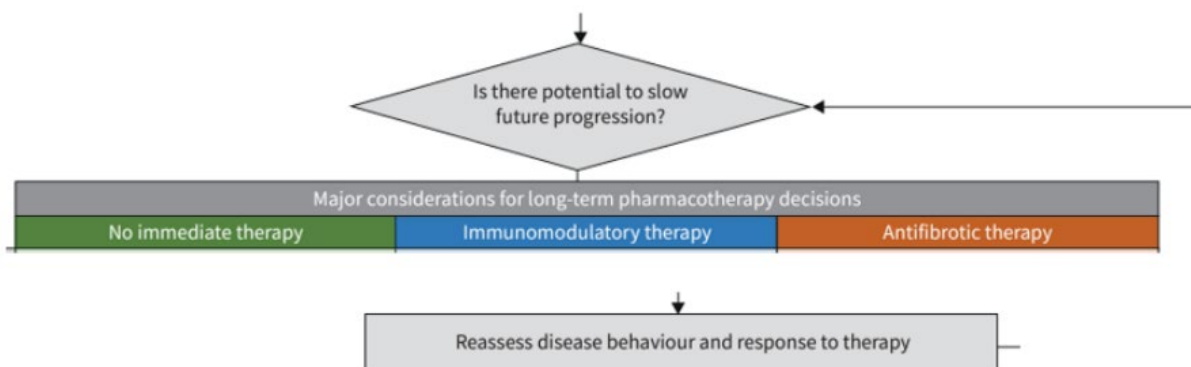 Is there potential to slow
future progression?
Major considerations for long-term pharmacotherapy decisions
No immediate therapy
Immunomodulatory therapy
Antifibrotic therapy
Reassess disease behaviour and response to therapy